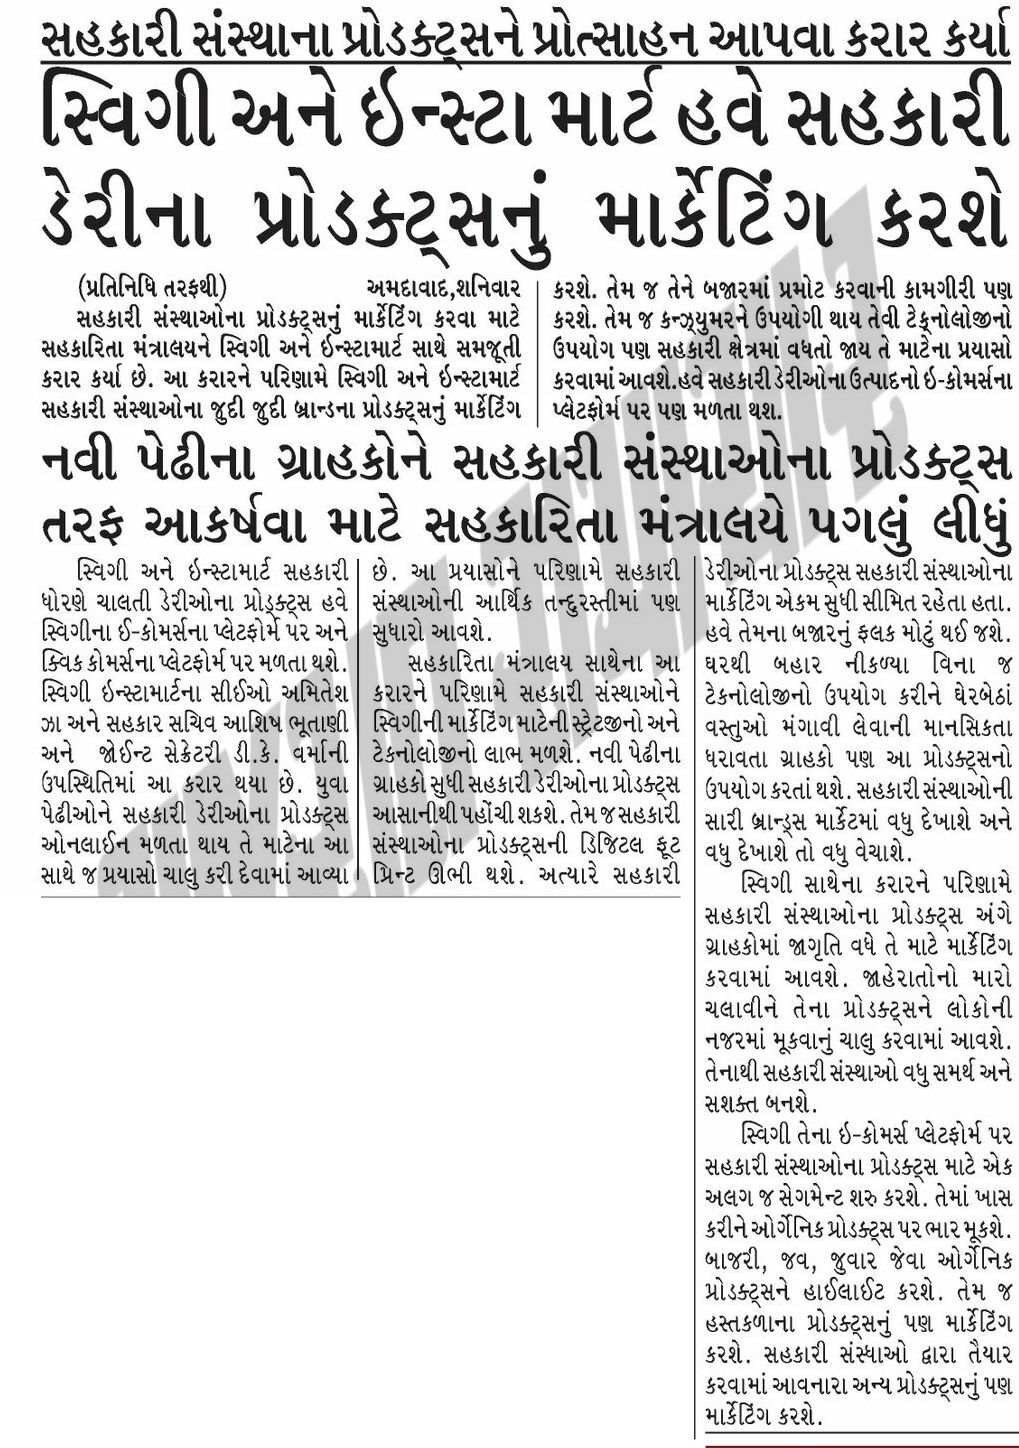 સહકારી સંસ્થાના પ્રોડક્ટ્સને પ્રોત્સાહન આપવા કરાર કર્યા
સ્વિગી અને ઇન્સ્ટા માર્ટ હવે સહકારી
ડેરીના પ્રોડક્ટ્સનું માર્કેટિંગ કરશે
(પ્રતિનિધિ તરફથી) અમદાવાદ,શનિવાર
સહકારી સંસ્થાઓના પ્રોડક્ટ્સનું માર્કેટિંગ કરવા માટે
સહકારિતા મંત્રાલયને સ્વિગી અને ઇન્સ્ટામાર્ટ સાથે સમજૂતી
કરાર કર્યા છે. આ કરારને પરિણામે સ્વિગી અને ઇન્સ્ટામાર્ટ
સહકારી સંસ્થાઓના જુદી જુદી બ્રાન્ડના પ્રોડક્ટ્સનું માર્કેટિંગ
કરશે. તેમ જ તેને બજારમાં પ્રમોટ કરવાની કામગીરી પણ
કરશે. તેમ જ કન્ઝ્યુમરને ઉપયોગી થાય તેવી ટેક્નોલોજીનો
ઉપયોગ પણ સહકારી ક્ષેત્રમાં વધતો જાય તે માટેના પ્રયાસો
કરવામાં આવશે.હવે સહકારી ડેરીઓના ઉત્પાદનો ઇ-કોમર્સના
પ્લેટફોર્મ પર પણ મળતા થશ.
નવી પેઢીના ગ્રાહકોને સહકારી સંસ્થાઓના પ્રોડક્ટ્સ
તરફ આકર્ષવા માટે સહકારિતા મંત્રાલયે પગલું લીધું
સ્વિગી અને ઇન્સ્ટામાર્ટ સહકારી
ધોરણે ચાલતી ડેરીઓના પ્રોડ્ક્ટ્સ હવે
સ્વિગીના ઈ-કોમર્સના પ્લેટફોર્મ પર અને
ક્વિક કોમર્સના પ્લેટફોર્મ પર મળતા થશે.
સ્વિગી ઇન્સ્ટામાર્ટના સીઈઓ અમિતેશ
ઝા અને સહકાર સચિવ આશિષ ભૂતાણી
અને જોઈન્ટ સેક્રેટરી ડી.કે. વર્માની
ઉપસ્થિતિમાં આ કરાર થયા છે. યુવા
પેઢીઓને સહકારી ડેરીઓના પ્રોડક્ટ્સ
ઓનલાઈન મળતા થાય તે માટેના આ
સાથે જ પ્રયાસો ચાલુ કરી દેવામાં આવ્યા
છે. આ પ્રયાસોને પરિણામે સહકારી
સંસ્થાઓની આર્થિક તન્દુરસ્તીમાં પણ
સુધારો આવશે.
સહકારિતા મંત્રાલય સાથેના આ
કરારને પરિણામે સહકારી સંસ્થાઓને
સ્વિગીની માર્કેટિંગ માટેની સ્ટ્રેટજીનો અને
ટેકનોલોજીનો લાભ મળશે. નવી પેઢીના
ગ્રાહકો સુધી સહકારી ડેરીઓના પ્રોડક્ટ્સ
આસાનીથી પહોંચી શકશે. તેમ જ સહકારી
સંસ્થાઓના પ્રોડક્ટ્સની ડિજિટલ ફૂટ
પ્રિન્ટ ઊભી થશે. અત્યારે સહકારી
ડેરીઓના પ્રોડક્ટ્સ સહકારી સંસ્થાઓના
માર્કેટિંગ એકમ સુધી સીમિત રહેતા હતા.
હવે તેમના બજારનું ફલક મોટું થઈ જશે.
ઘરથી બહાર નીકળ્યા વિના જ
ટેકનોલોજીનો ઉપયોગ કરીને ઘેરબેઠાં
વસ્તુઓ મંગાવી લેવાની માનસિકતા
ધરાવતા ગ્રાહકો પણ આ પ્રોડક્ટ્સનો
ઉપયોગ કરતાં થશે. સહકારી સંસ્થાઓની
સારી બ્રાન્ડ્સ માર્કેટમાં વધુ દેખાશે અને
વધુ દેખાશે તો વધુ વેચાશે.
સ્વિગી સાથેના કરારને પરિણામે
સહકારી સંસ્થાઓના પ્રોડક્ટ્સ અંગે
ગ્રાહકોમાં જાગૃતિ વધે તે માટે માર્કેટિંગ
કરવામાં આવશે. જાહેરાતોનો મારો
ચલાવીને તેના પ્રોડક્ટ્સને લોકોની
નજરમાં મૂકવાનું ચાલુ કરવામાં આવશે.
તેનાથી સહકારી સંસ્થાઓ વધુ સમર્થ અને
સશક્ત બનશે.
સ્વિગી તેના ઇ-કોમર્સ પ્લેટફોર્મ પર
સહકારી સંસ્થાઓના પ્રોડક્ટ્સ માટે એક
અલગ જ સેગમેન્ટ શરુ કરશે. તેમાં ખાસ
કરીને ઓર્ગેનિક પ્રોડક્ટ્સ પર ભાર મૂકશે.
બાજરી, જવ, જુવાર જેવા ઓર્ગેનિક
પ્રોડક્ટ્સને હાઈલાઈટ કરશે. તેમ જ
હસ્તકળાના પ્રોડક્ટ્સનું પણ માર્કેટિંગ
કરશે. સહકારી સંસ્ધાઓ દ્વારા તૈયાર
કરવામાં આવનારા અન્ય પ્રોડક્ટ્સનું પણ
માર્કેટિંગ કરશે.